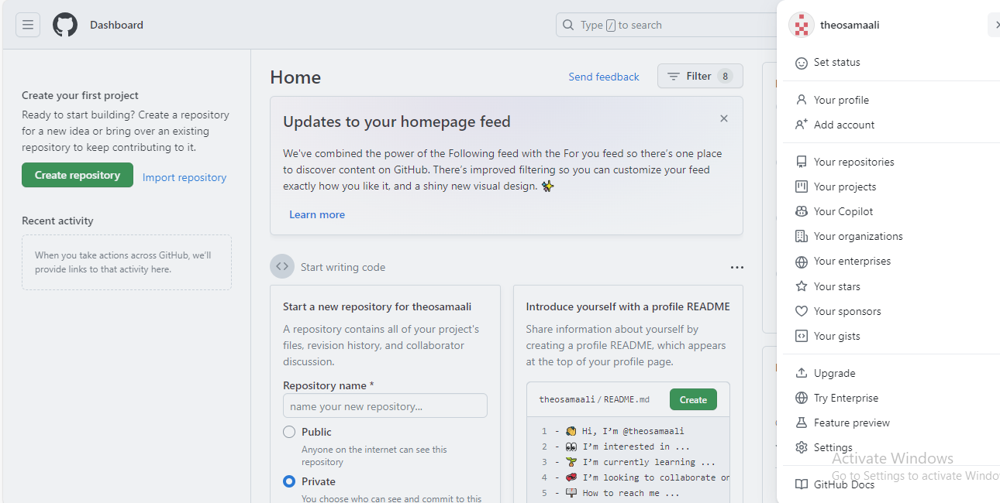 Dashboard
Type / to search
Create your first project
Ready to start building? Create a repository
for a new idea or bring over an existing
repository to keep contributing to it.
Create repository
Import repository
Recent activity
When you take actions across GitHub, we'll
provide links to that activity here.
Home
Send feedback
Filter 8
Updates to your homepage feed
We've combined the power of the Following feed with the For you feed so there's one place
to discover content on GitHub. There's improved filtering so you can customize your feed
exactly how you like it, and a shiny new visual design. ✨
Learn more
Start writing code
Start a new repository for theosamaali
A repository contains all of your project's
files, revision history, and collaborator
discussion.
Repository name *
name your new repository...
Public
Anyone on the internet can see this
repository
Private
You choose who can see and commit to this
Introduce yourself with a profile README
Share information about yourself by
creating a profile README, which appears
at the top of your profile page.
theosamaali/README.md
Create
1 - 👋 Hi, I'm @theosamaali
2 - 👀 I'm interested in ...
3 - 🌱 I'm currently learning ...
4 - 💞️ I'm looking to collaborate on
5 - 📫 How to reach me ...
theosamaali
Set status
Your profile
Add account
Your repositories
Your projects
Your Copilot
Your organizations
Your enterprises
Your stars
Your sponsors
Your gists
Upgrade
Try Enterprise
Feature preview
Settings
GitHub Docs
Activate Windows
Go to Settings to activate Windo